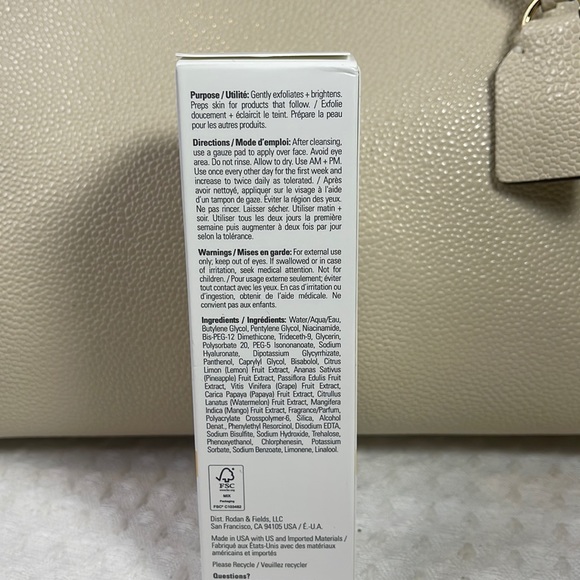 Purpose / Utilité: Gently exfoliates + brightens.
Preps skin for products that follow. / Exfolie
doucement + éclaircit le teint. Prépare la peau
pour les autres produits.
Directions / Mode d'emploi: After cleansing,
use a gauze pad to apply over face. Avoid eye
area. Do not rinse. Allow to dry. Use AM + PM.
Use once every other day for the first week and
increase to twice daily as tolerated. / Après
avoir nettoyé, appliquer sur le visage à l'aide
d'un tampon de gaze. Éviter la région des yeux.
Ne pas rincer. Laisser sécher. Utiliser matin +
soir. Utiliser tous les deux jours la première
semaine puis augmenter à deux fois par jour
selon la tolérance.
Warnings / Mises en garde: For external use
only; keep out of eyes. If swallowed or in case
of irritation, seek medical attention. Not for
children. / Pour usage externe seulement; éviter
tout contact avec les yeux. En cas d'irritation ou
d'ingestion, obtenir de l'aide médicale. Ne
convient pas aux enfants.
Ingredients / Ingrédients: Water/Aqua/Eau,
Butylene Glycol, Pentylene Glycol, Niacinamide,
Bis-PEG-12 Dimethicone, Trideceth-9, Glycerin,
Polysorbate 20, PEG-5 Isononanoate, Sodium
Hyaluronate, Dipotassium Glycyrrhizate,
Panthenol, Caprylyl Glycol, Bisabolol, Citrus
Limon (Lemon) Fruit Extract, Ananas Sativus
(Pineapple) Fruit Extract, Passiflora Edulis Fruit
Extract, Vitis Vinifera (Grape) Fruit Extract,
Carica Papaya (Papaya) Fruit Extract, Citrullus
Lanatus (Watermelon) Fruit Extract, Mangifera
Indica (Mango) Fruit Extract, Fragrance/Parfum,
Polyacrylate Crosspolymer-6, Silica, Alcohol
Denat., Phenylethyl Resorcinol, Disodium EDTA,
Sodium Bisulfite, Sodium Hydroxide, Trehalose,
Phenoxyethanol, Chlorphenesin, Potassium
Sorbate, Sodium Benzoate, Limonene, Linalool.
FSC
MIX
Dist. Rodan & Fields, LLC
San Francisco, CA 94105 USA / É.-U.A.
Made in USA with US and Imported Materials /
Fabriqué aux États-Unis avec des matériaux
américains et importés
Please Recycle / Veuillez recycler
Questions?